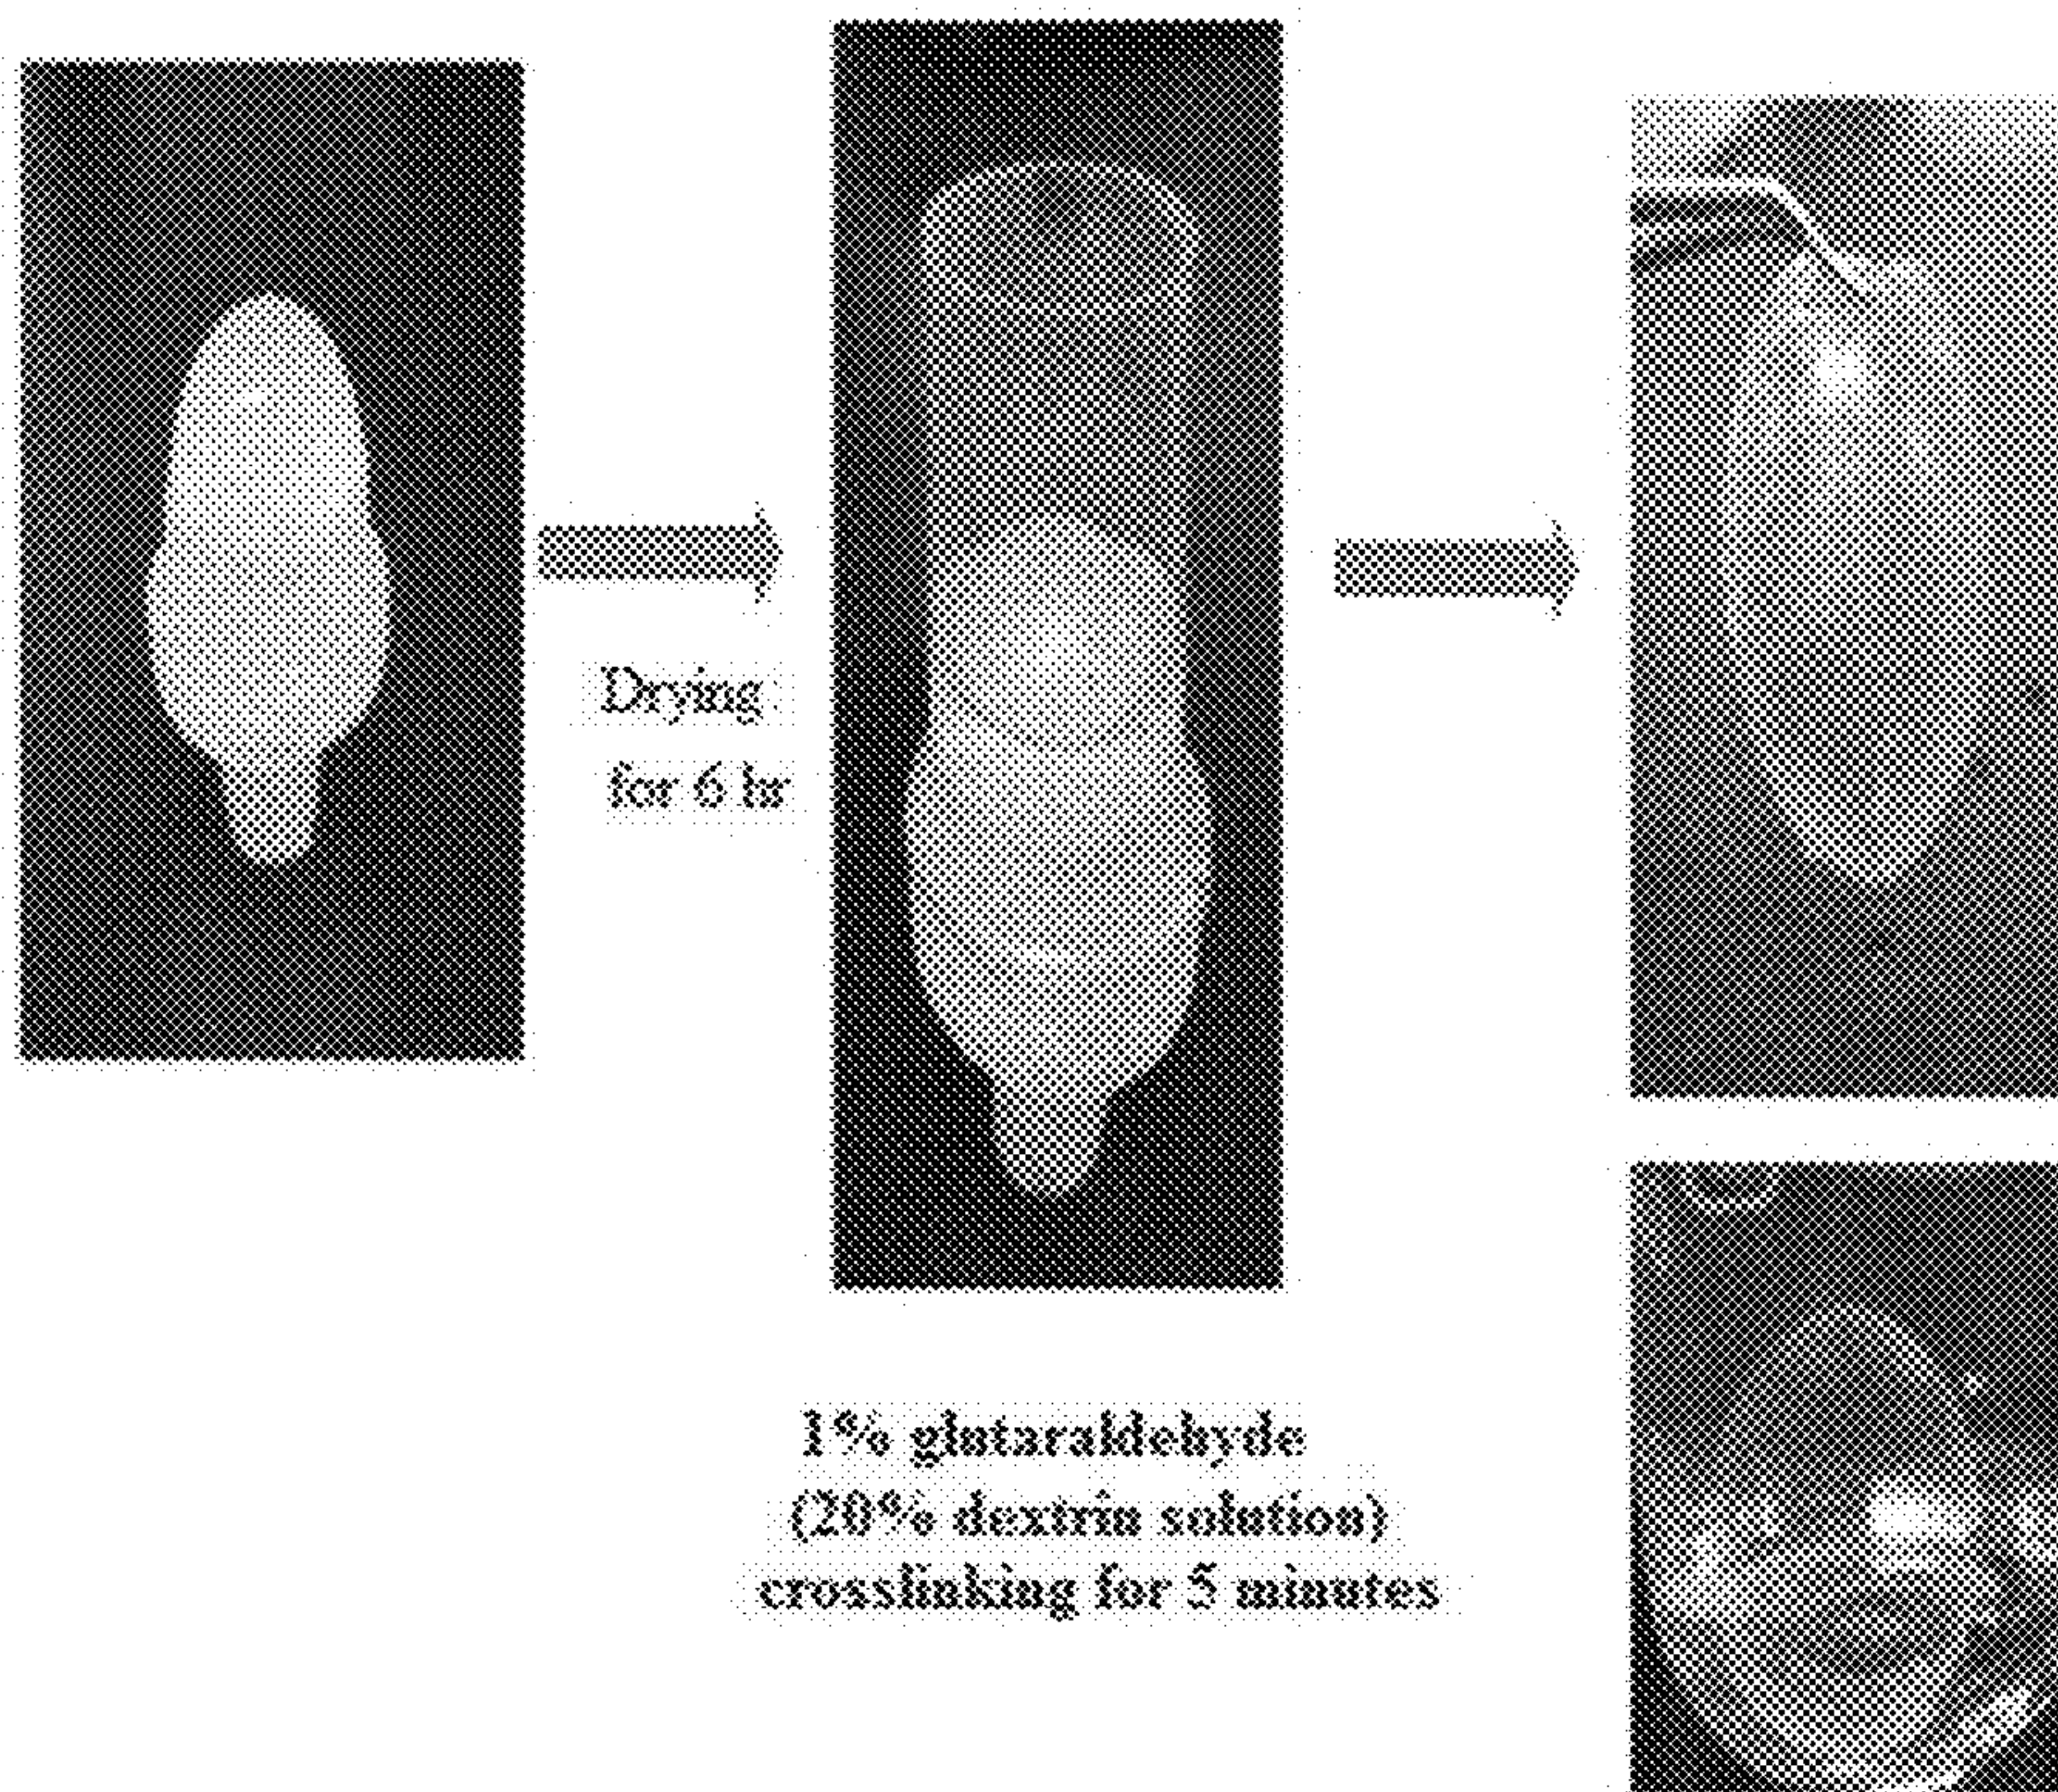 Drying
for 6 hr
1% glutaraldehyde
(20% dextrin solution)
crosslinking for 5 minutes